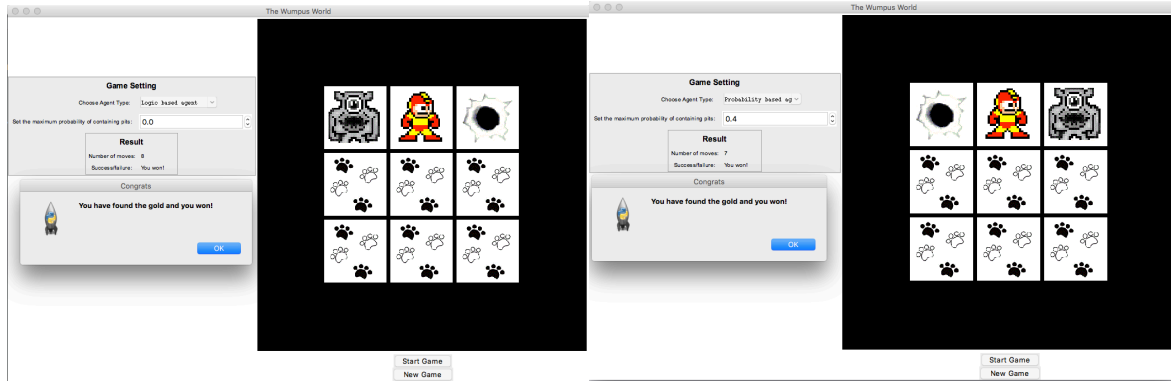 The Wumpus World
Game Setting
Choose Agent Type: Logic based agent
Set the maximum probability of containing pits: 0.0
Result
Number of moves: 8
Success/failure: You won!
Congrats
You have found the gold and you won!
OK
Start Game
New Game
The Wumpus World
Game Setting
Choose Agent Type: Probability based ag
Set the maximum probability of containing pits: 0.4
Result
Number of moves: 7
Success/failure: You won!
Congrats
You have found the gold and you won!
OK
Start Game
New Game